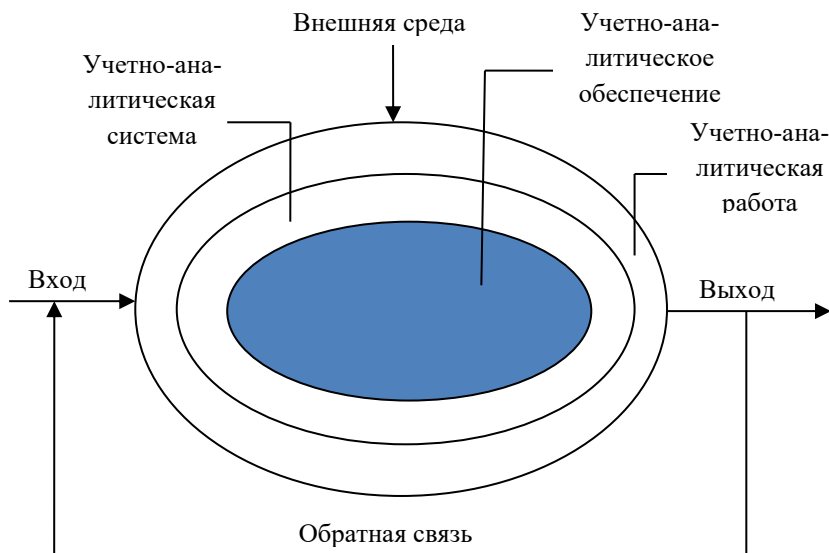 Внешняя среда
Учетно-ана-
литическая
система
Учетно-ана-
литическое
обеспечение
Учетно-ана-
литическая
работа
Вход
Выход
Обратная связь